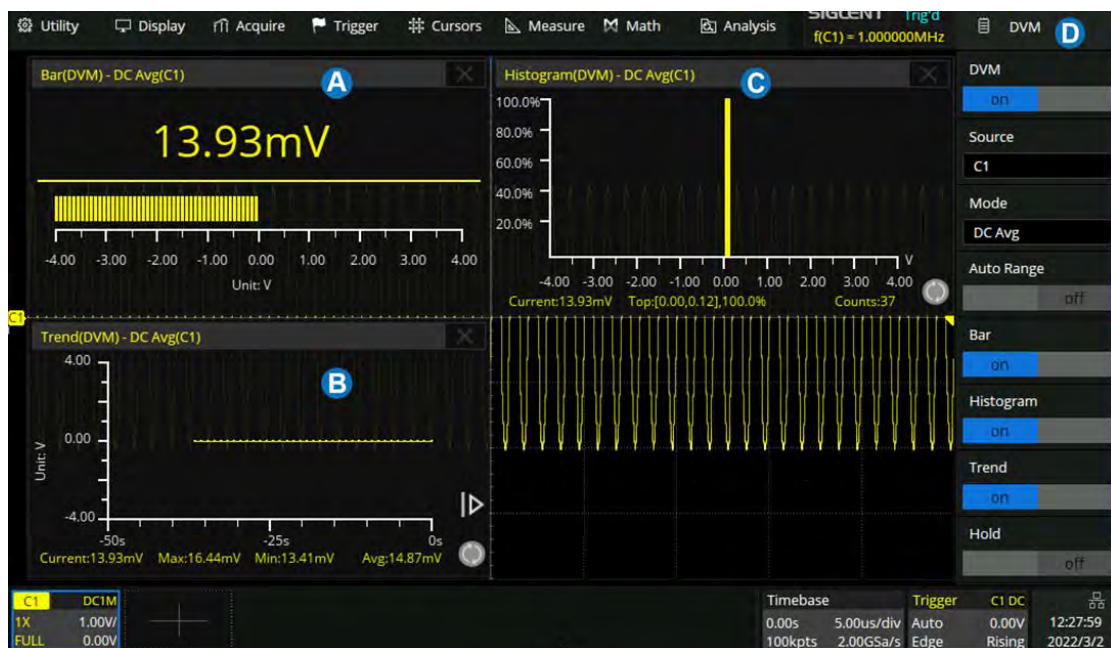 Utility Display Acquire Trigger Cursors Measure Math Analysis
SIGLENT Trig'd
f(C1) = 1.000000MHz
DVM D
Bar(DVM) - DC Avg(C1)
A
13.93mV
-4.00 -3.00 -2.00 -1.00 0.00 1.00 2.00 3.00 4.00
Unit: V
Histogram(DVM) - DC Avg(C1)
C
100.0%
80.0%
60.0%
40.0%
20.0%
V
-4.00 -3.00 -2.00 -1.00 0.00 1.00 2.00 3.00 4.00
Current:13.93mV Top:[0.00,0.12],100.0% Counts:37
C1
Trend(DVM) - DC Avg(C1)
B
4.00
0.00
Unit: V
-4.00
-50s -25s 0s
Current:13.93mV Max:16.44mV Min:13.41mV Avg:14.87mV
DVM
on
Source
C1
Mode
DC Avg
Auto Range
off
Bar
on
Histogram
on
Trend
on
Hold
off
C1 DC1M
1X 1.00V/
FULL 0.00V
Timebase
0.00s 5.00us/div
100kpts 2.00GSa/s
Trigger C1 DC
Auto 0.00V
Edge Rising
12:27:59
2022/3/2